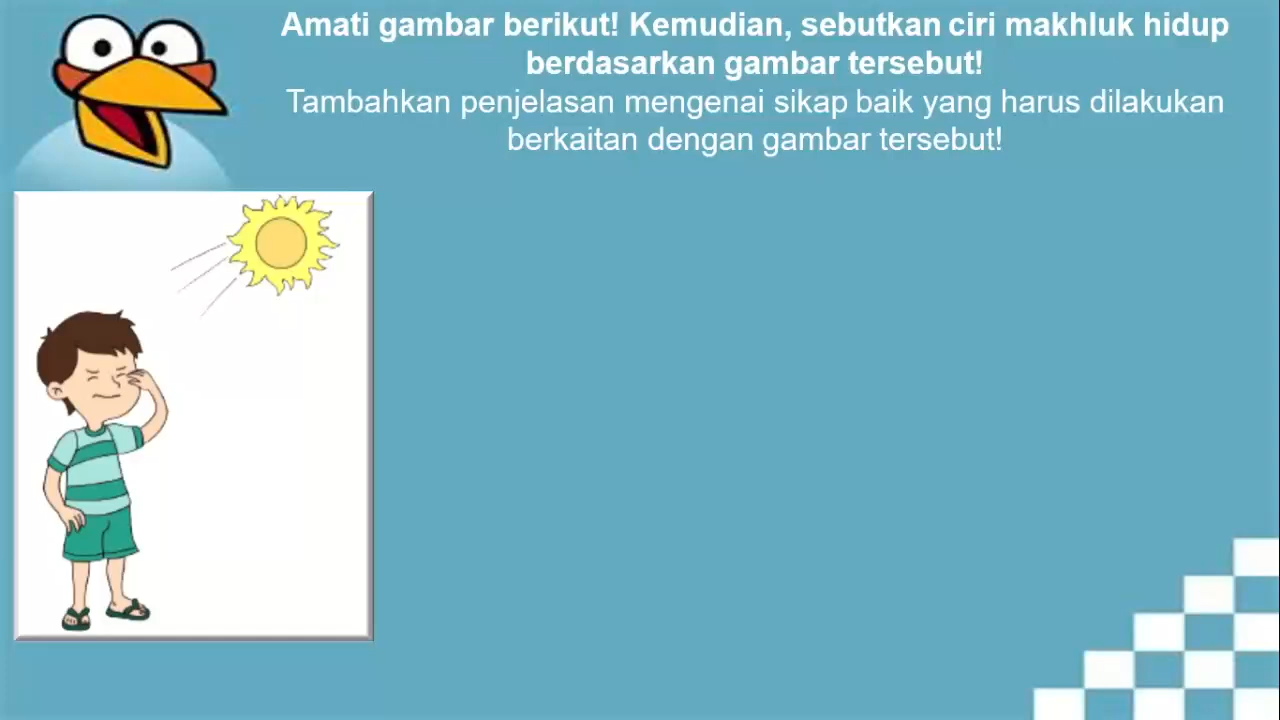 Amati gambar berikut! Kemudian, sebutkan ciri makhluk hidup
berdasarkan gambar tersebut!
Tambahkan penjelasan mengenai sikap baik yang harus dilakukan
berkaitan dengan gambar tersebut!